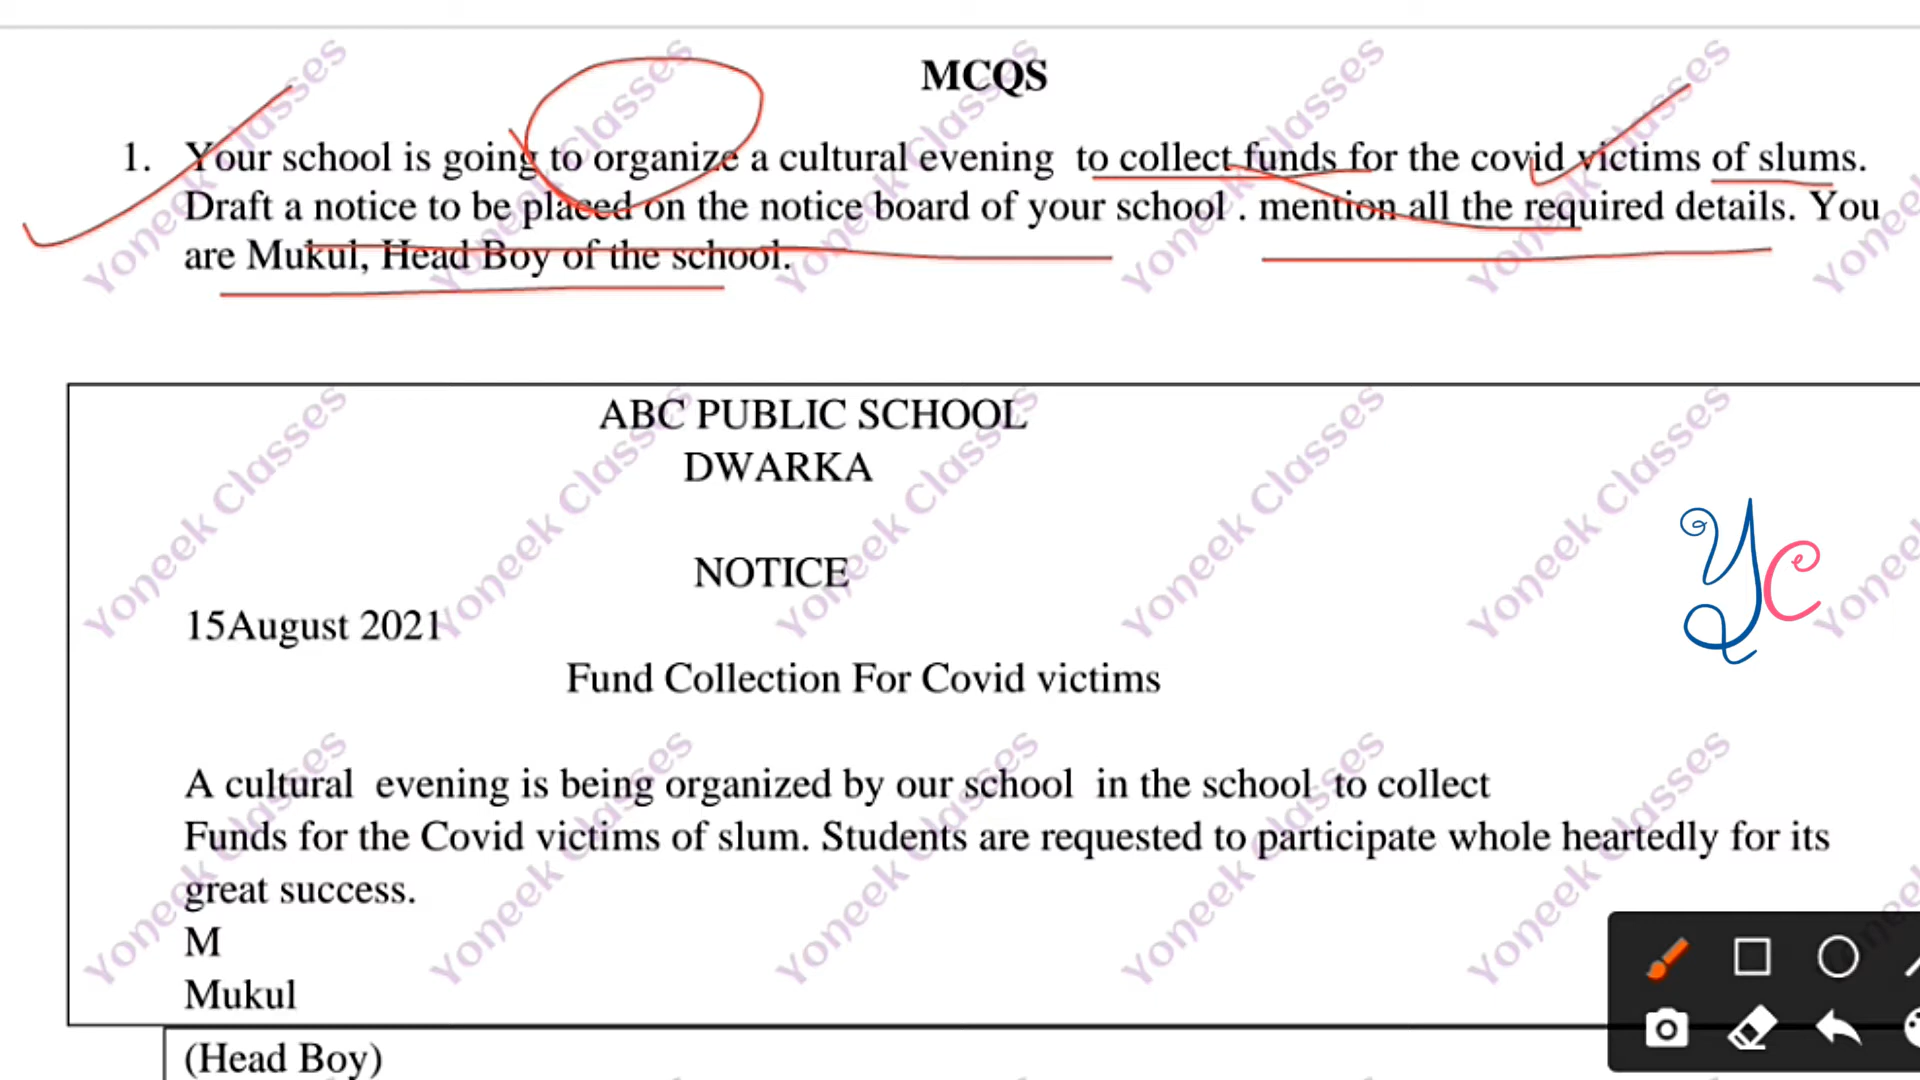 MCQS
1. Your school is going to organize a cultural evening to collect funds for the covid victims of slums.
Draft a notice to be placed on the notice board of your school . mention all the required details. You
are Mukul, Head Boy of the school.
ABC PUBLIC SCHOOL
DWARKA
NOTICE
15August 2021
Fund Collection For Covid victims
YC
A cultural evening is being organized by our school in the school to collect
Funds for the Covid victims of slum. Students are requested to participate whole heartedly for its
great success.
M
Mukul
(Head Boy)
Yoneek Classes